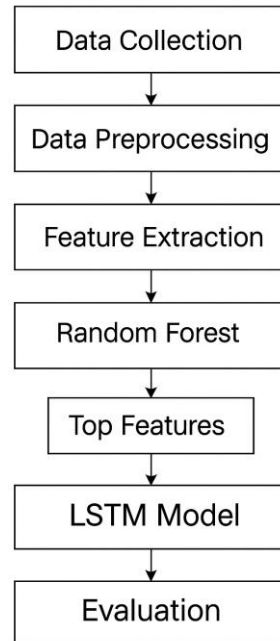 Data Collection
Data Preprocessing
Feature Extraction
Random Forest
Top Features
LSTM Model
Evaluation